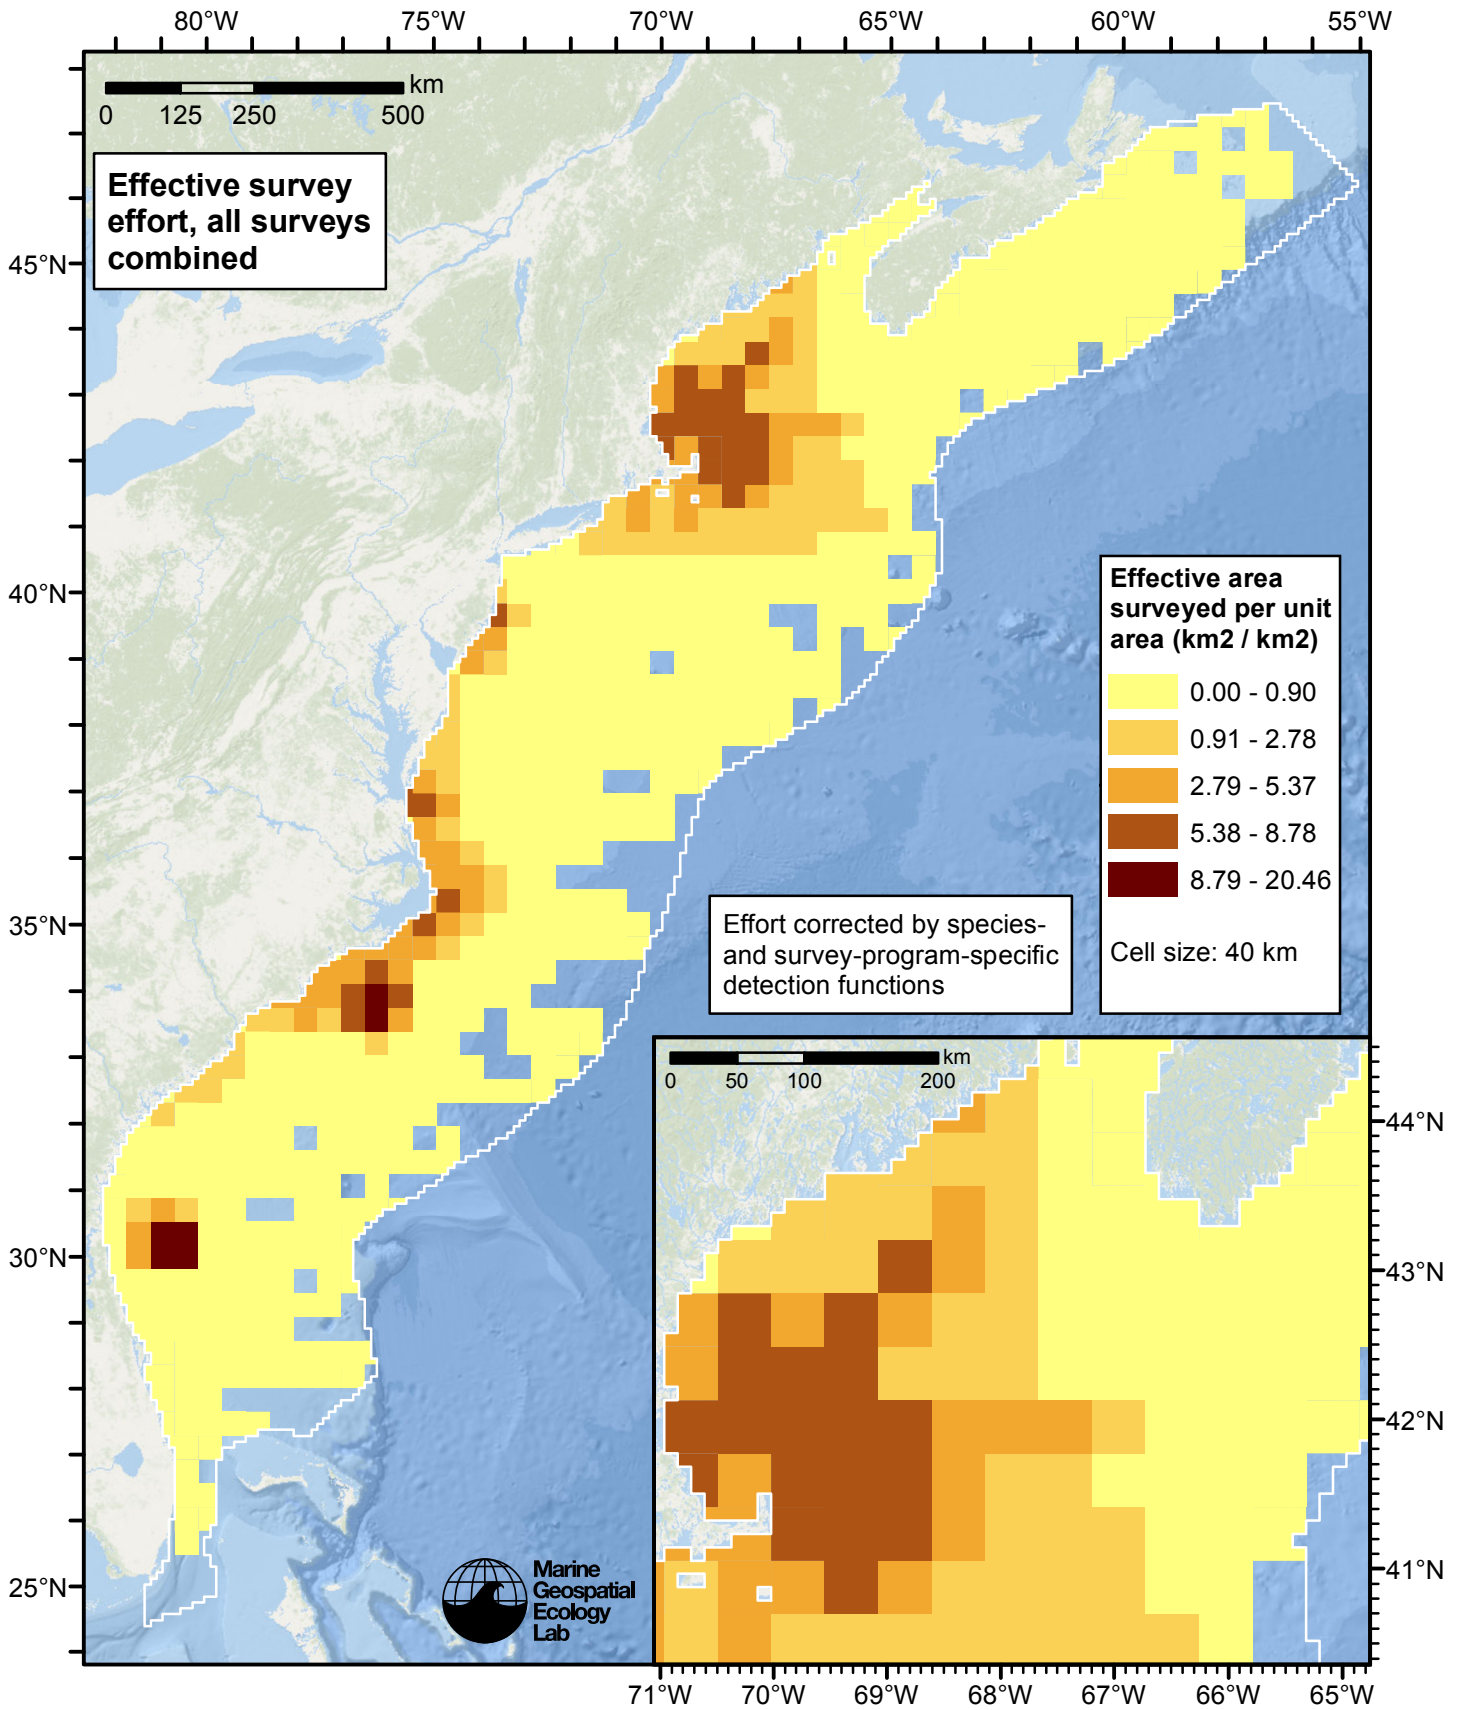 80°W 75°W 70°W 65°W 60°W 55°W
km
0 125 250 500
Effective survey
effort, all surveys
combined
45°N
40°N
35°N
30°N
25°N
Effective area
surveyed per unit
area (km2 / km2)
0.00 - 0.90
0.91 - 2.78
2.79 - 5.37
5.38 - 8.78
8.79 - 20.46
Cell size: 40 km
Effort corrected by species-
and survey-program-specific
detection functions
km
0 50 100 200
44°N
43°N
42°N
41°N
Marine
Geospatial
Ecology
Lab
71°W 70°W 69°W 68°W 67°W 66°W 65°W